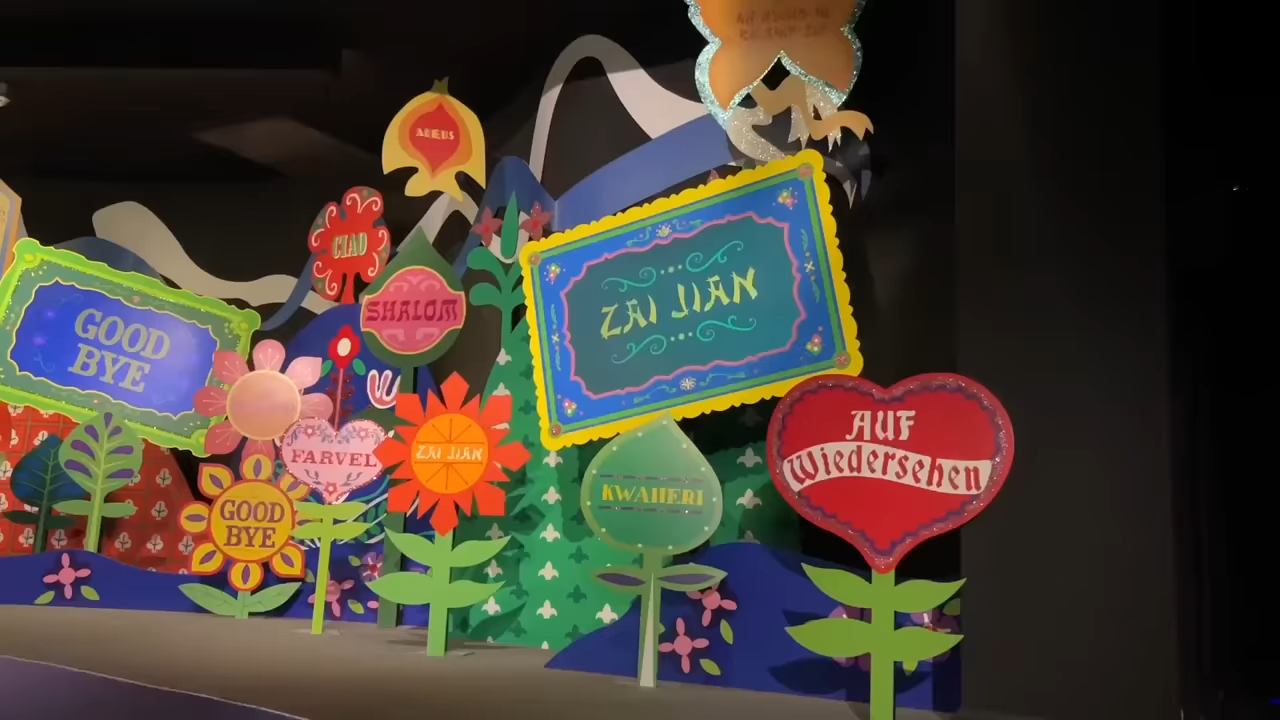 ADIEUS
CIAO
SHALOM
ZAI JIAN
GOOD
BYE
FARVEL
ZAI JIAN
GOOD
BYE
KWAHERI
AUF
Wiedersehen